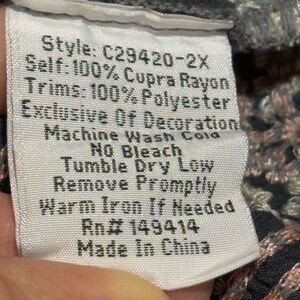 Style: C29420-2X
Self:100% Cupra Rayon
Trims:100% Polyester
Exclusive Of Decoration
Machine Wash Cold
No Bleach
Tumble Dry Low
Remove Promptly
Warm Iron If Needed
Rn# 149414
Made In China